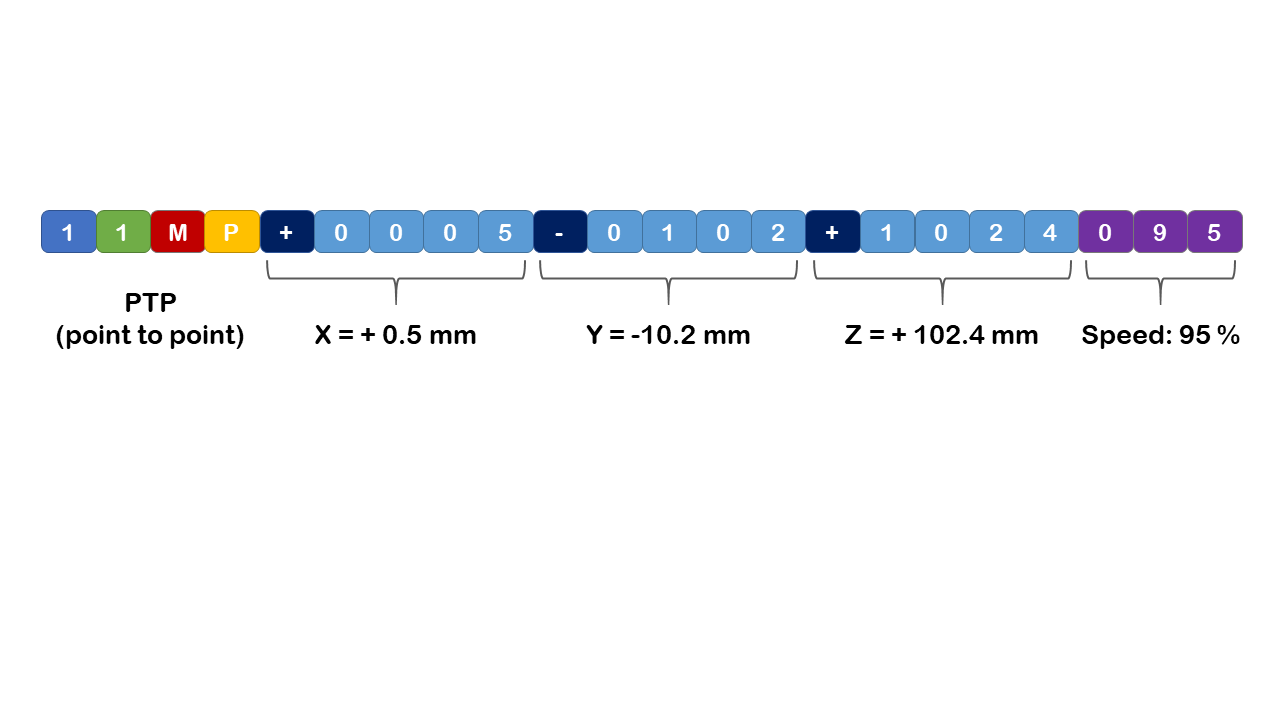 1 1 M P + 0 0 0 5 - 0 1 0 2 + 1 0 2 4 0 9 5
PTP
(point to point)
X = + 0.5 mm
Y = -10.2 mm
Z = + 102.4 mm
Speed: 95 %